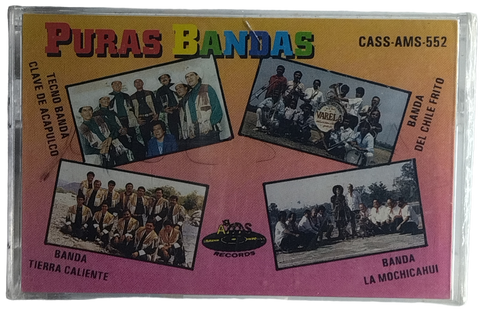 PURAS BANDAS
CASS-AMS-552
TECNO BANDA
CLAVE DE ACAPULCO
VAREL
BANDA
DEL CHILE FRITO
BANDA
TIERRA CALIENTE
AMS
RECORDS
BANDA
LA MOCHICAHUI